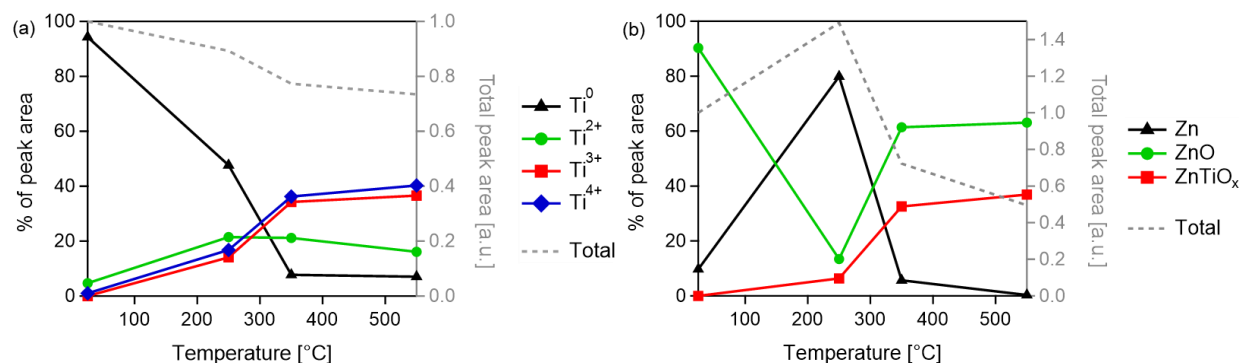 (a)
% of peak area
100
80
60
40
20
0
100 200 300 400 500
Temperature [°C]
1.0
0.8
0.6
0.4
0.2
0.0
Total peak area [a.u.]
Ti⁰
Ti²⁺
Ti³⁺
Ti⁴⁺
Total
(b)
% of peak area
100
80
60
40
20
0
100 200 300 400 500
Temperature [°C]
1.4
1.2
1.0
0.8
0.6
0.4
0.2
0.0
Total peak area [a.u.]
Zn
ZnO
ZnTiOₓ
Total